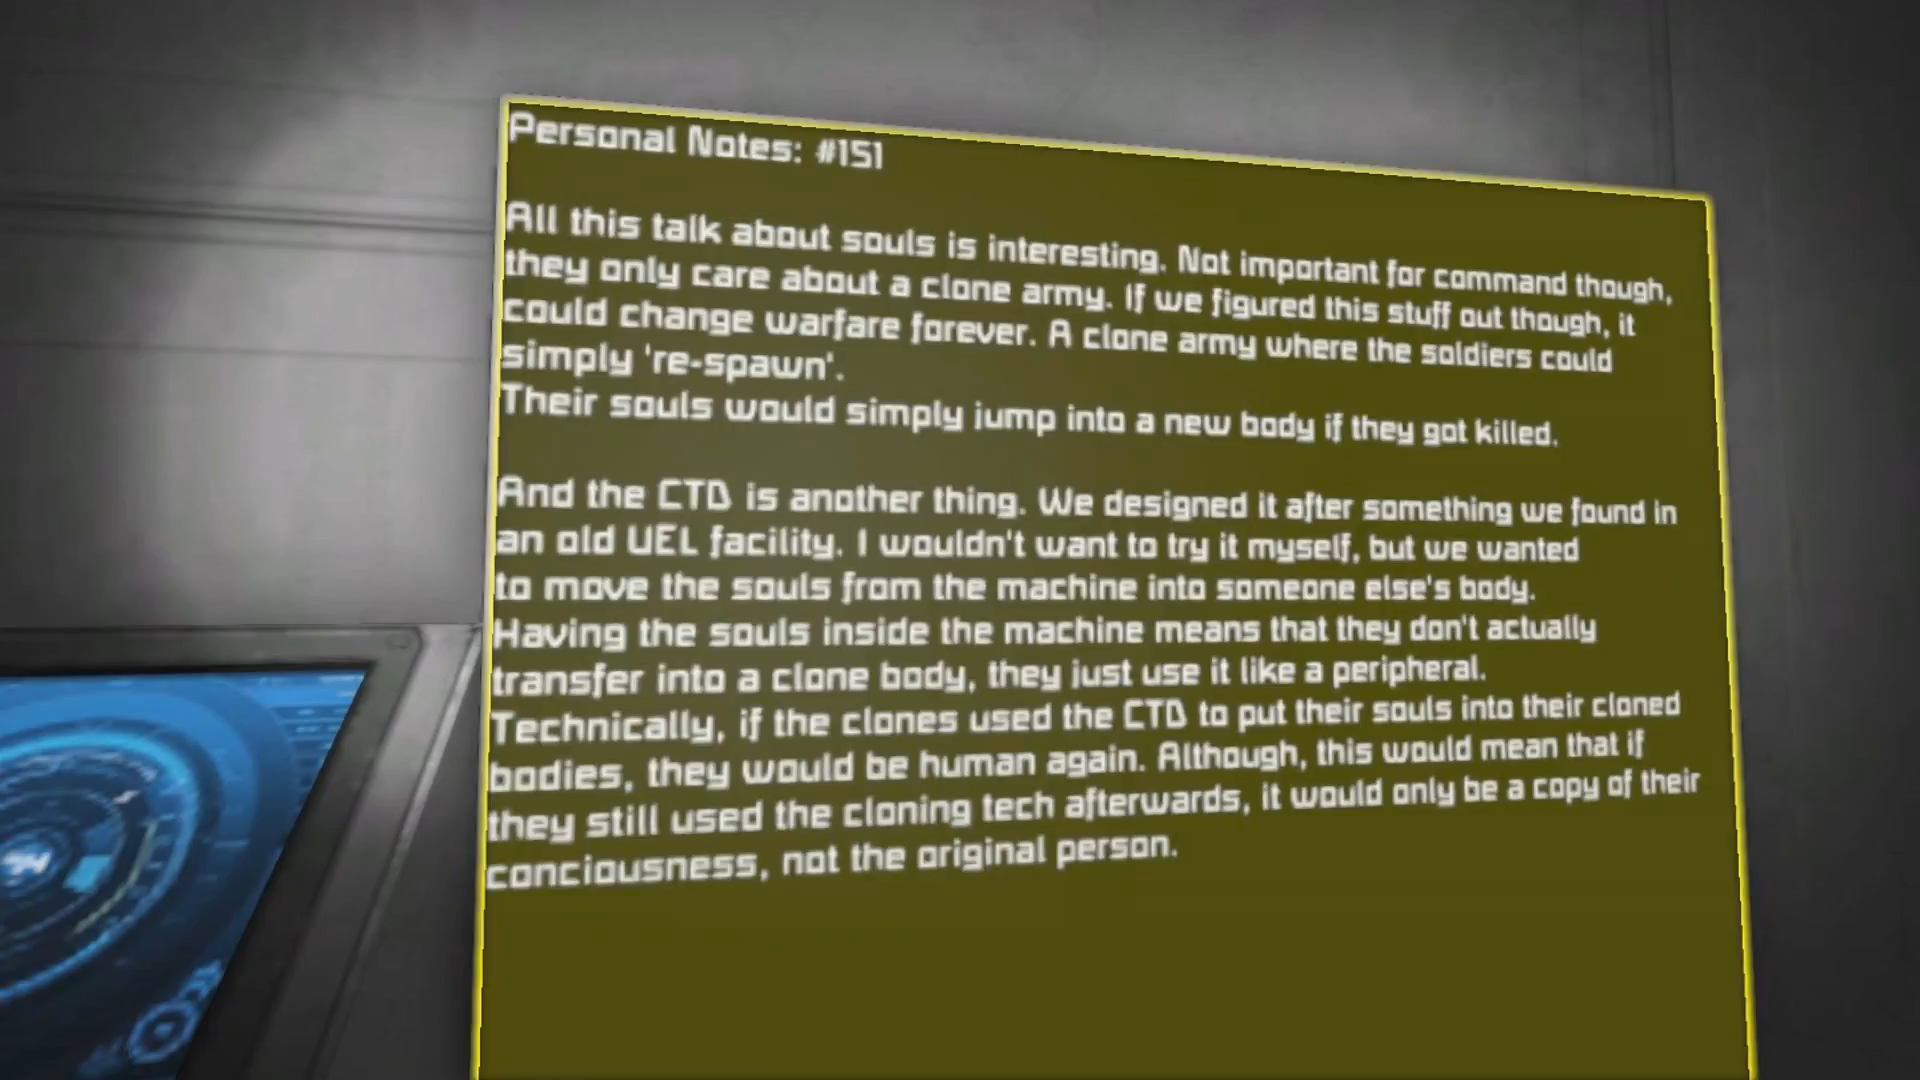 Personal Notes: #151
All this talk about souls is interesting. Not important for command though,
they only care about a clone army. If we figured this stuff out though, it
could change warfare forever. A clone army where the soldiers could
simply 're-spawn'.
Their souls would simply jump into a new body if they got killed.
And the CTD is another thing. We designed it after something we found in
an old UEL facility. I wouldn't want to try it myself, but we wanted
to move the souls from the machine into someone else's body.
Having the souls inside the machine means that they don't actually
transfer into a clone body, they just use it like a peripheral.
Technically, if the clones used the CTD to put their souls into their cloned
bodies, they would be human again. Although, this would mean that if
they still used the cloning tech afterwards, it would only be a copy of their
conciousness, not the original person.